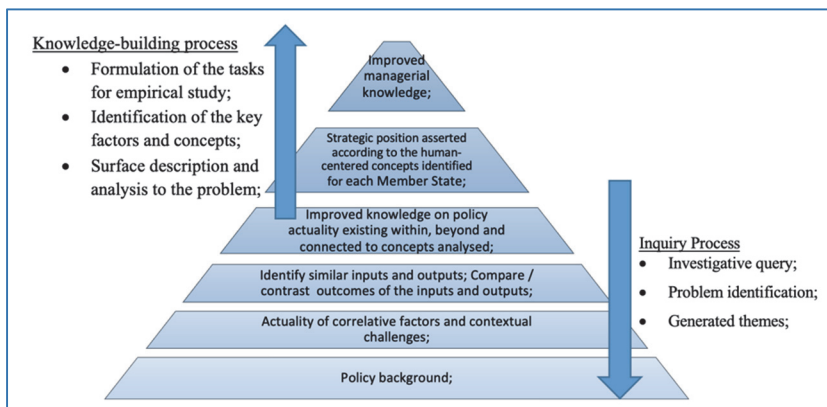 Knowledge-building process
• Formulation of the tasks
for empirical study;
• Identification of the key
factors and concepts;
• Surface description and
analysis to the problem;
Improved
managerial
knowledge;
Strategic position asserted
according to the human-
centered concepts identified
for each Member State;
Improved knowledge on policy
actuality existing within, beyond and
connected to concepts analysed;
Identify similar inputs and outputs; Compare /
contrast outcomes of the inputs and outputs;
Actuality of correlative factors and contextual
challenges;
Policy background;
Inquiry Process
• Investigative query;
• Problem identification;
• Generated themes;